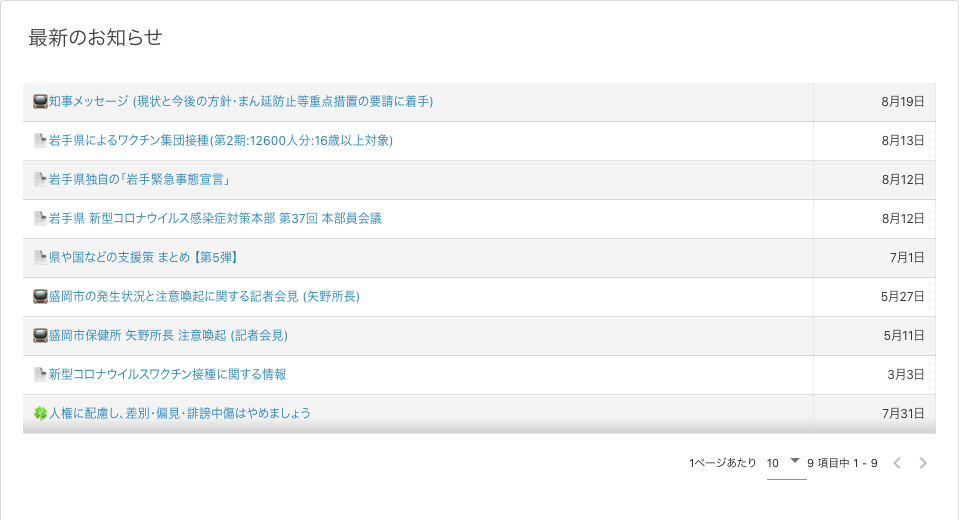 最新のお知らせ
知事メッセージ (現状と今後の方針･まん延防止等重点措置の要請に着手) 8月19日
岩手県によるワクチン集団接種(第2期:12600人分:16歳以上対象) 8月13日
岩手県独自の｢岩手緊急事態宣言｣ 8月12日
岩手県 新型コロナウイルス感染症対策本部 第37回 本部員会議 8月12日
県や国などの支援策 まとめ 【第5弾】 7月1日
盛岡市の発生状況と注意喚起に関する記者会見 (矢野所長) 5月27日
盛岡市保健所 矢野所長 注意喚起 (記者会見) 5月11日
新型コロナウイルスワクチン接種に関する情報 3月3日
人権に配慮し､差別･偏見･誹謗中傷はやめましょう 7月31日
1ページあたり 10 9 項目中 1 - 9